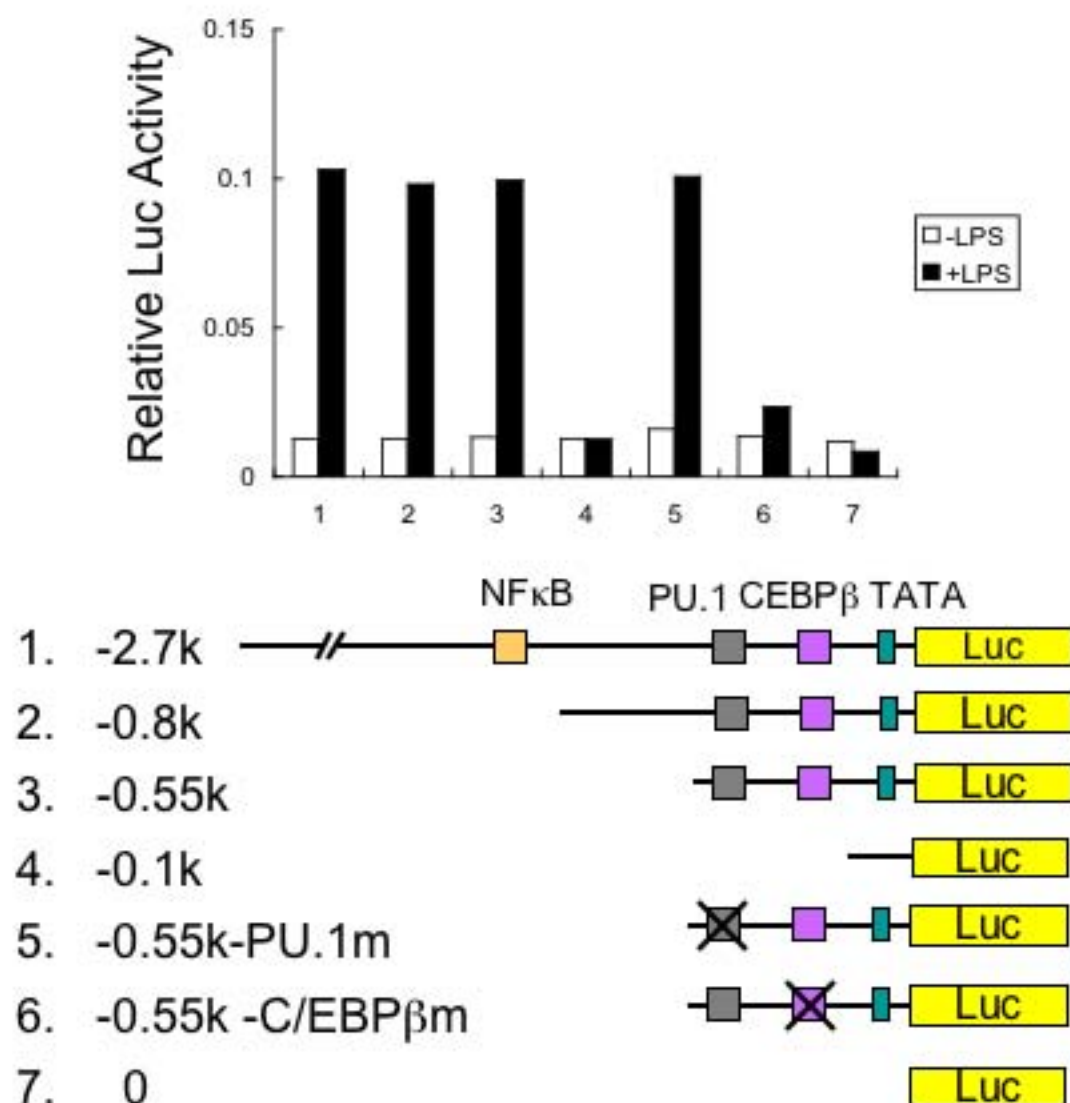 Relative Luc Activity
0.15
0.1
0.05
0
-LPS
+LPS
1 2 3 4 5 6 7
NFκB PU.1 CEBPβ TATA
1. -2.7k Luc
2. -0.8k Luc
3. -0.55k Luc
4. -0.1k Luc
5. -0.55k-PU.1m Luc
6. -0.55k -C/EBPβm Luc
7. 0 Luc